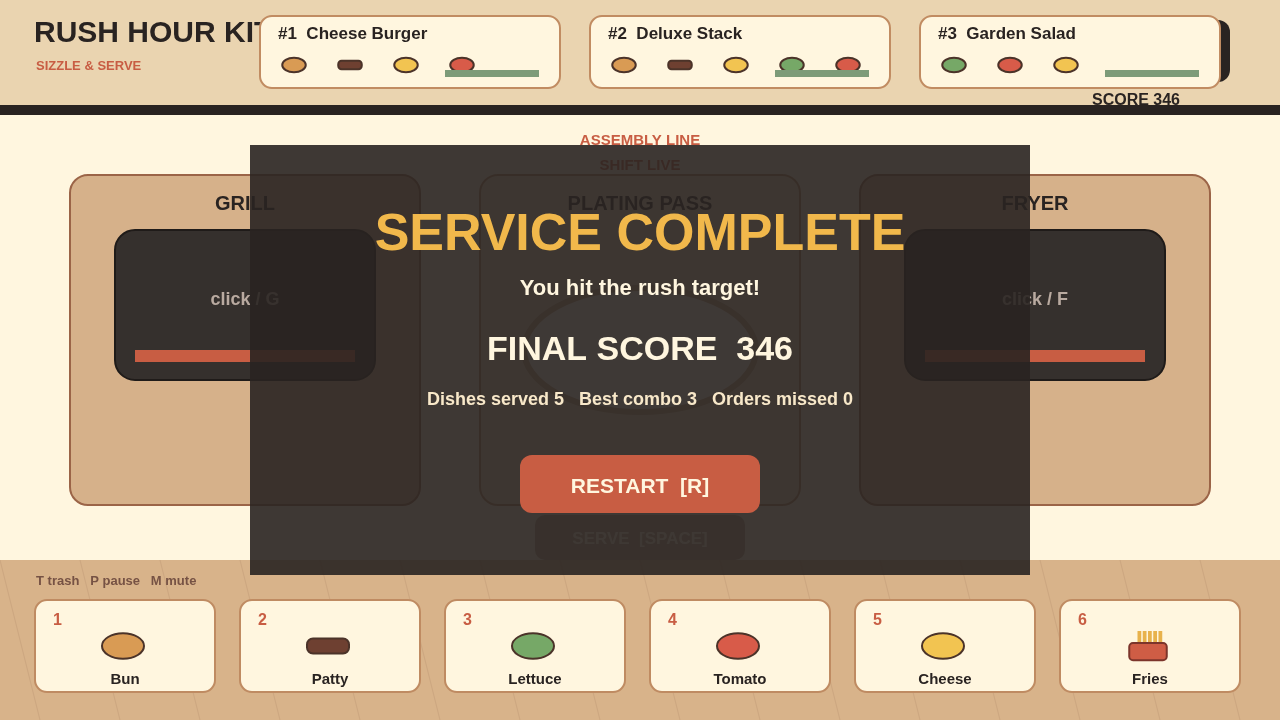 RUSH HOUR KIT
SIZZLE & SERVE
#1 Cheese Burger
#2 Deluxe Stack
#3 Garden Salad
SCORE 346
ASSEMBLY LINE
SHIFT LIVE
GRILL
PLATING PASS
FRYER
SERVICE COMPLETE
You hit the rush target!
click / G
click / F
FINAL SCORE 346
Dishes served 5 Best combo 3 Orders missed 0
RESTART [R]
SERVE [SPACE]
T trash P pause M mute
1
2
3
4
5
6
Bun
Patty
Lettuce
Tomato
Cheese
Fries